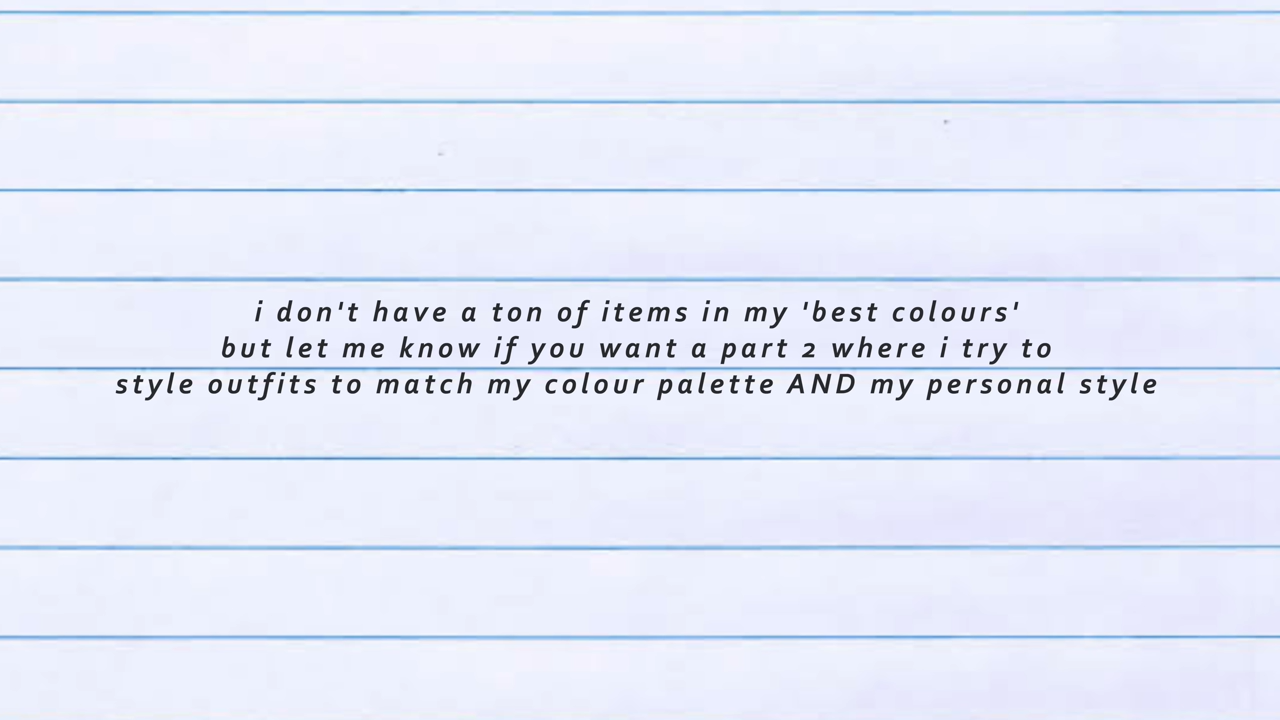 i don't have a ton of items in my 'best colours'
but let me know if you want a part 2 where i try to
style outfits to match my colour palette AND my personal style